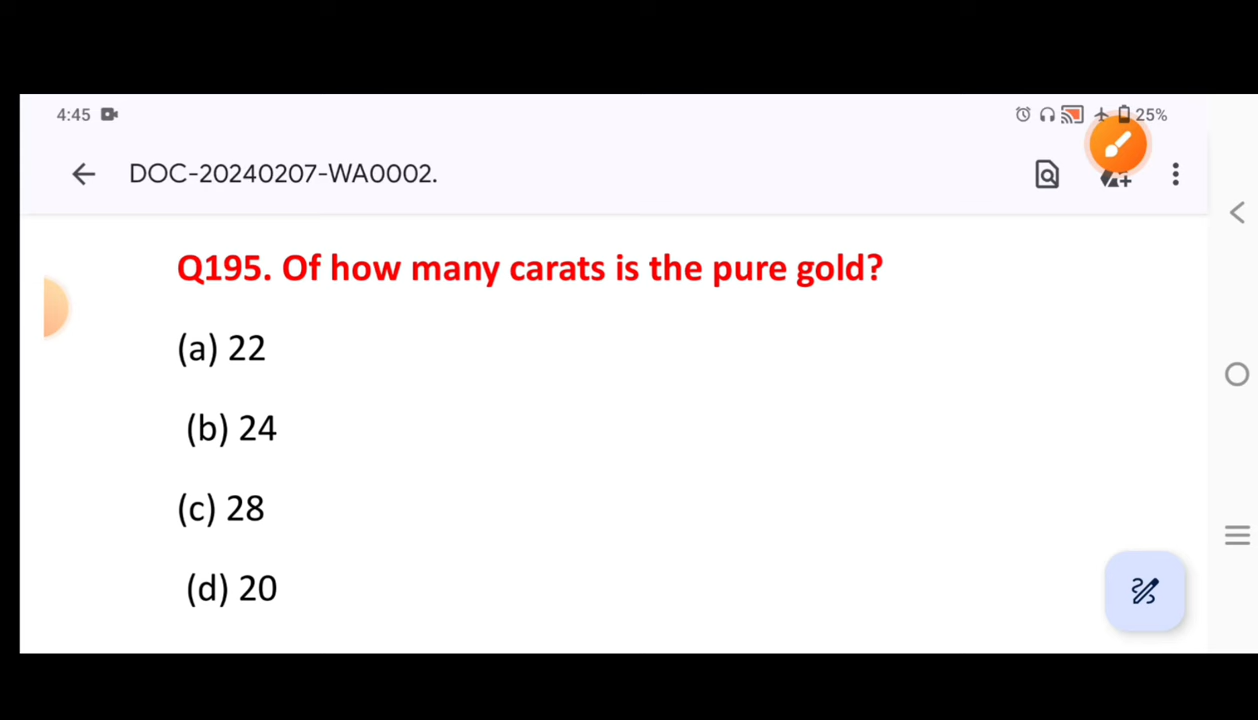 4:45
25%
DOC-20240207-WA0002.
Q195. Of how many carats is the pure gold?
(a) 22
(b) 24
(c) 28
(d) 20